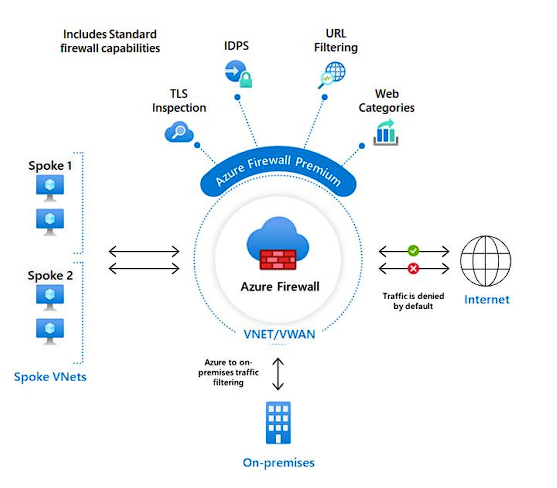 Includes Standard
firewall capabilities
IDPS
URL
Filtering
TLS
Inspection
Web
Categories
Azure Firewall Premium
Spoke 1
Spoke 2
Spoke VNets
Azure Firewall
VNET/VWAN
Traffic is denied
by default
Internet
Azure to on-
premises traffic
filtering
On-premises